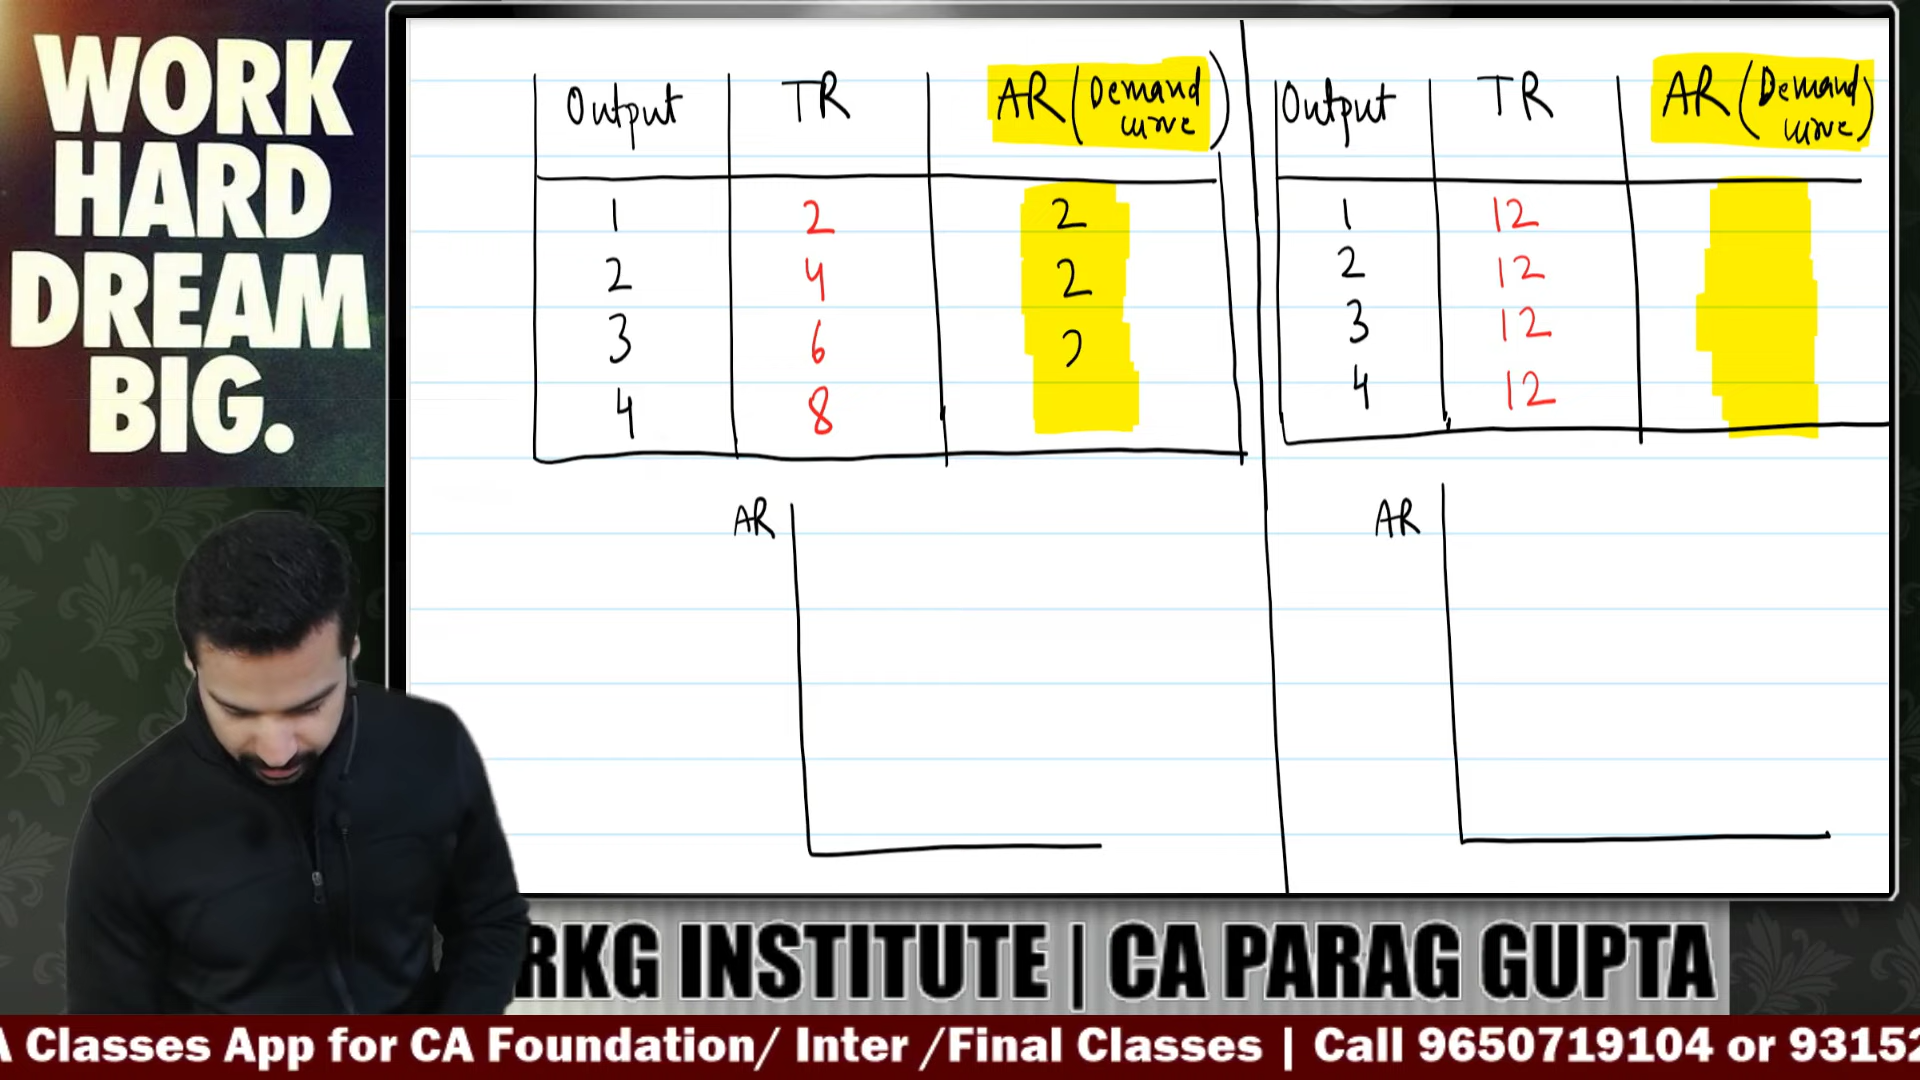 WORK
HARD
DREAM
BIG.
Output TR AR (Demand curve)
1 2 2
2 4 2
3 6
4 8
AR
Output TR AR (Demand curve)
1 12
2 12
3 12
4 12
AR
RKG INSTITUTE | CA PARAG GUPTA
A Classes App for CA Foundation/ Inter /Final Classes | Call 9650719104 or 93152